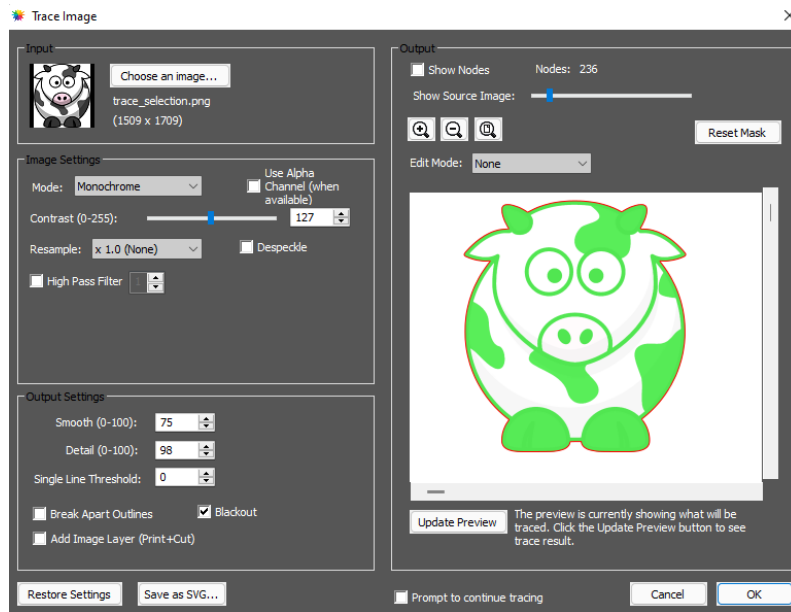 Trace Image
Input
Choose an image...
trace_selection.png
(1509 x 1709)
Image Settings
Mode: Monochrome
Use Alpha
Channel (when
available)
Contrast (0-255): 127
Resample: x 1.0 (None)
Despeckle
High Pass Filter 1
Output Settings
Smooth (0-100): 75
Detail (0-100): 98
Single Line Threshold: 0
Break Apart Outlines
Blackout
Add Image Layer (Print+Cut)
Restore Settings
Save as SVG...
Output
Show Nodes
Nodes: 236
Show Source Image:
Reset Mask
Edit Mode: None
Update Preview
The preview is currently showing what will be
traced. Click the Update Preview button to see
trace result.
Prompt to continue tracing
Cancel
OK